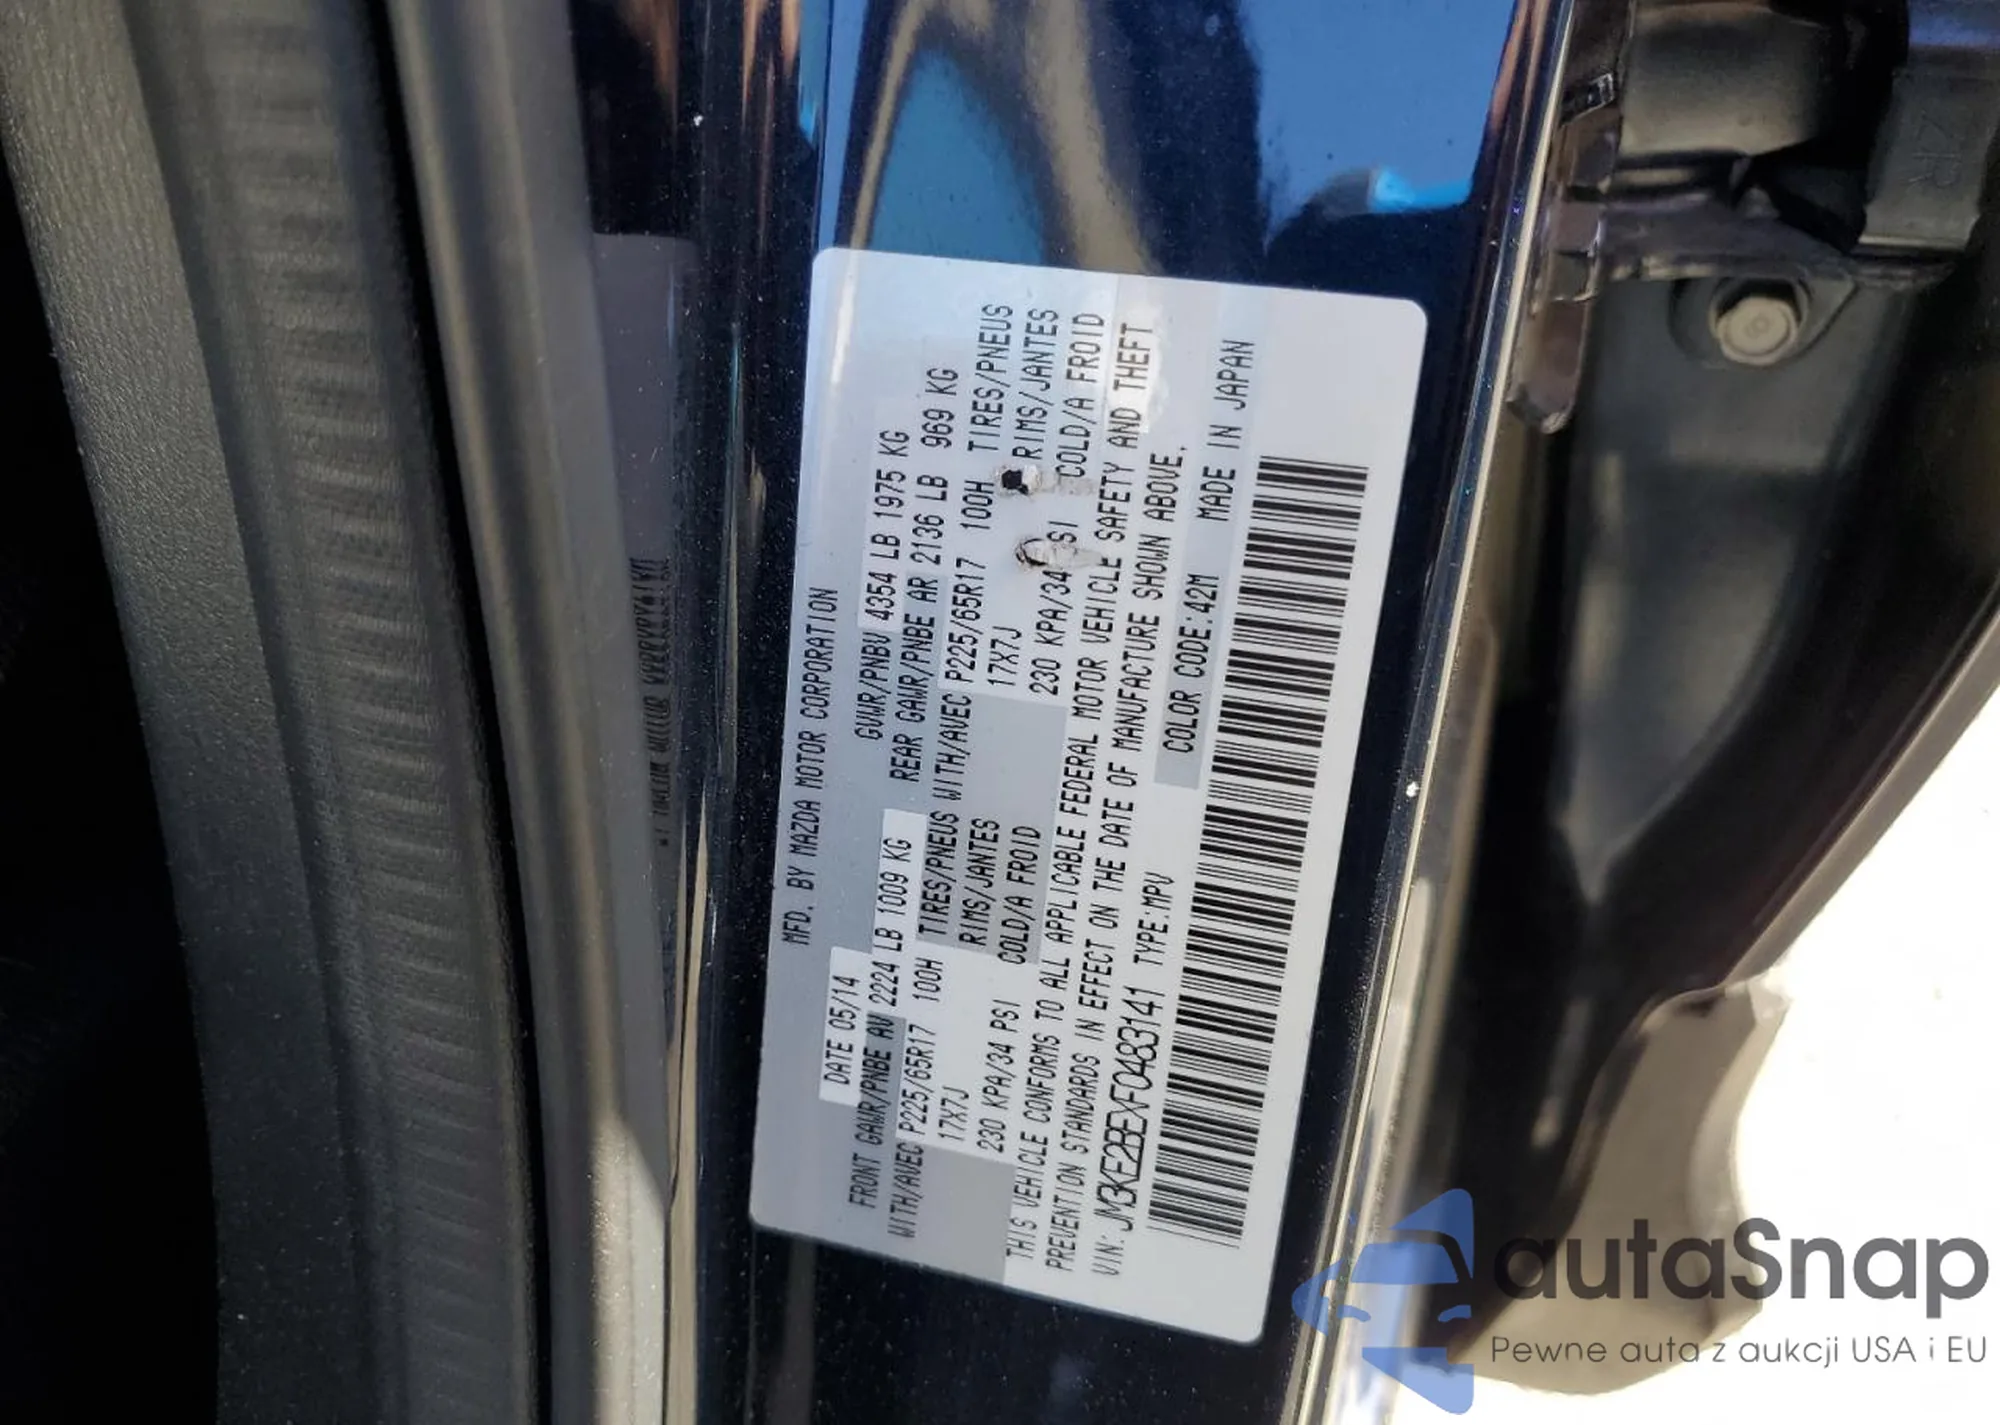 MFD. BY MAZDA MOTOR CORPORATION
DATE 05/14 GVWR/PNBV 4354 LB 1975 KG
FRONT GAWR/PNBE AV 2224 LB 1009 KG REAR GAWR/PNBE AR 2136 LB 969 KG
WITH/AVEC P225/65R17 100H TIRES/PNEUS WITH/AVEC P225/65R17 100H TIRES/PNEUS
17X7J RIMS/JANTES 17X7J RIMS/JANTES
230 KPA/34 PSI COLD/A FROID 230 KPA/34 SI COLD/A FROID
THIS VEHICLE CONFORMS TO ALL APPLICABLE FEDERAL MOTOR VEHICLE SAFETY AND THEFT
PREVENTION STANDARDS IN EFFECT ON THE DATE OF MANUFACTURE SHOWN ABOVE.
VIN: JM3KE2BEXF0483141 TYPE:MPV COLOR CODE:42M MADE IN JAPAN
autaSnap
Pewne auta z aukcji USA i EU